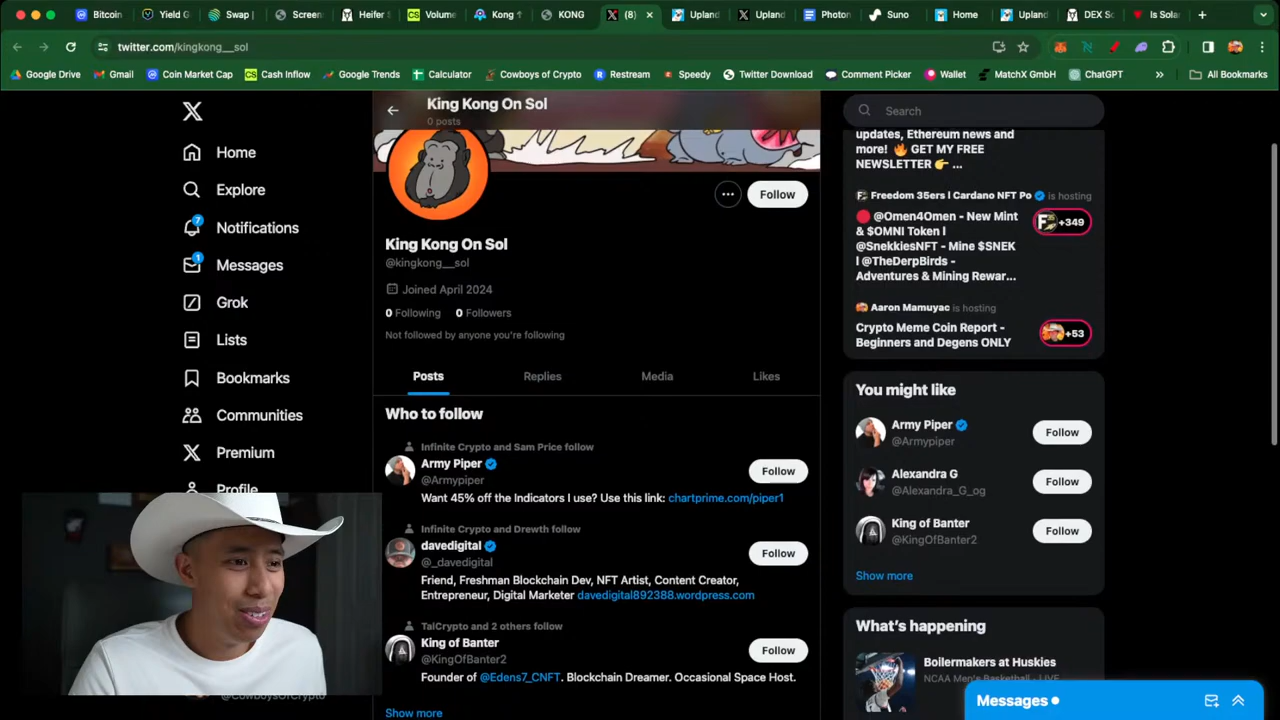 Bitcoin
Yield G
Swap |
Screen
Heifer S
Volume
Kong 1
KONG
(8)
Upland
Upland
Photon
Suno
Home
Upland
DEX Sc
Is Solar
twitter.com/kingkong__sol
Google Drive
Gmail
Coin Market Cap
Cash Inflow
Google Trends
Calculator
Cowboys of Crypto
Restream
Speedy
Twitter Download
Comment Picker
Wallet
MatchX GmbH
ChatGPT
All Bookmarks
Home
Explore
7
Notifications
1
Messages
Grok
Lists
Bookmarks
Communities
Premium
Profile
@CowboysOfCrypto
King Kong On Sol
0 posts
Follow
King Kong On Sol
@kingkong__sol
Joined April 2024
0 Following 0 Followers
Not followed by anyone you're following
Posts
Replies
Media
Likes
Who to follow
Infinite Crypto and Sam Price follow
Army Piper
@Armypiper
Follow
Want 45% off the Indicators I use? Use this link: chartprime.com/piper1
Infinite Crypto and Drewth follow
davedigital
@_davedigital
Follow
Friend, Freshman Blockchain Dev, NFT Artist, Content Creator,
Entrepreneur, Digital Marketer davedigital892388.wordpress.com
TalCrypto and 2 others follow
King of Banter
@KingOfBanter2
Follow
Founder of @Edens7_CNFT. Blockchain Dreamer. Occasional Space Host.
Show more
Search
updates, Ethereum news and
more! 🔥 GET MY FREE
NEWSLETTER 👉 ...
Freedom 35ers l Cardano NFT Po is hosting
🔴 @Omen4Omen - New Mint
& $OMNI Token l
@SnekkiesNFT - Mine $SNEK
l @TheDerpBirds -
Adventures & Mining Rewar...
+349
Aaron Mamuyac is hosting
Crypto Meme Coin Report -
Beginners and Degens ONLY
+53
You might like
Army Piper
@Armypiper
Follow
Alexandra G
@Alexandra_G_og
Follow
King of Banter
@KingOfBanter2
Follow
Show more
What's happening
Boilermakers at Huskies
Messages